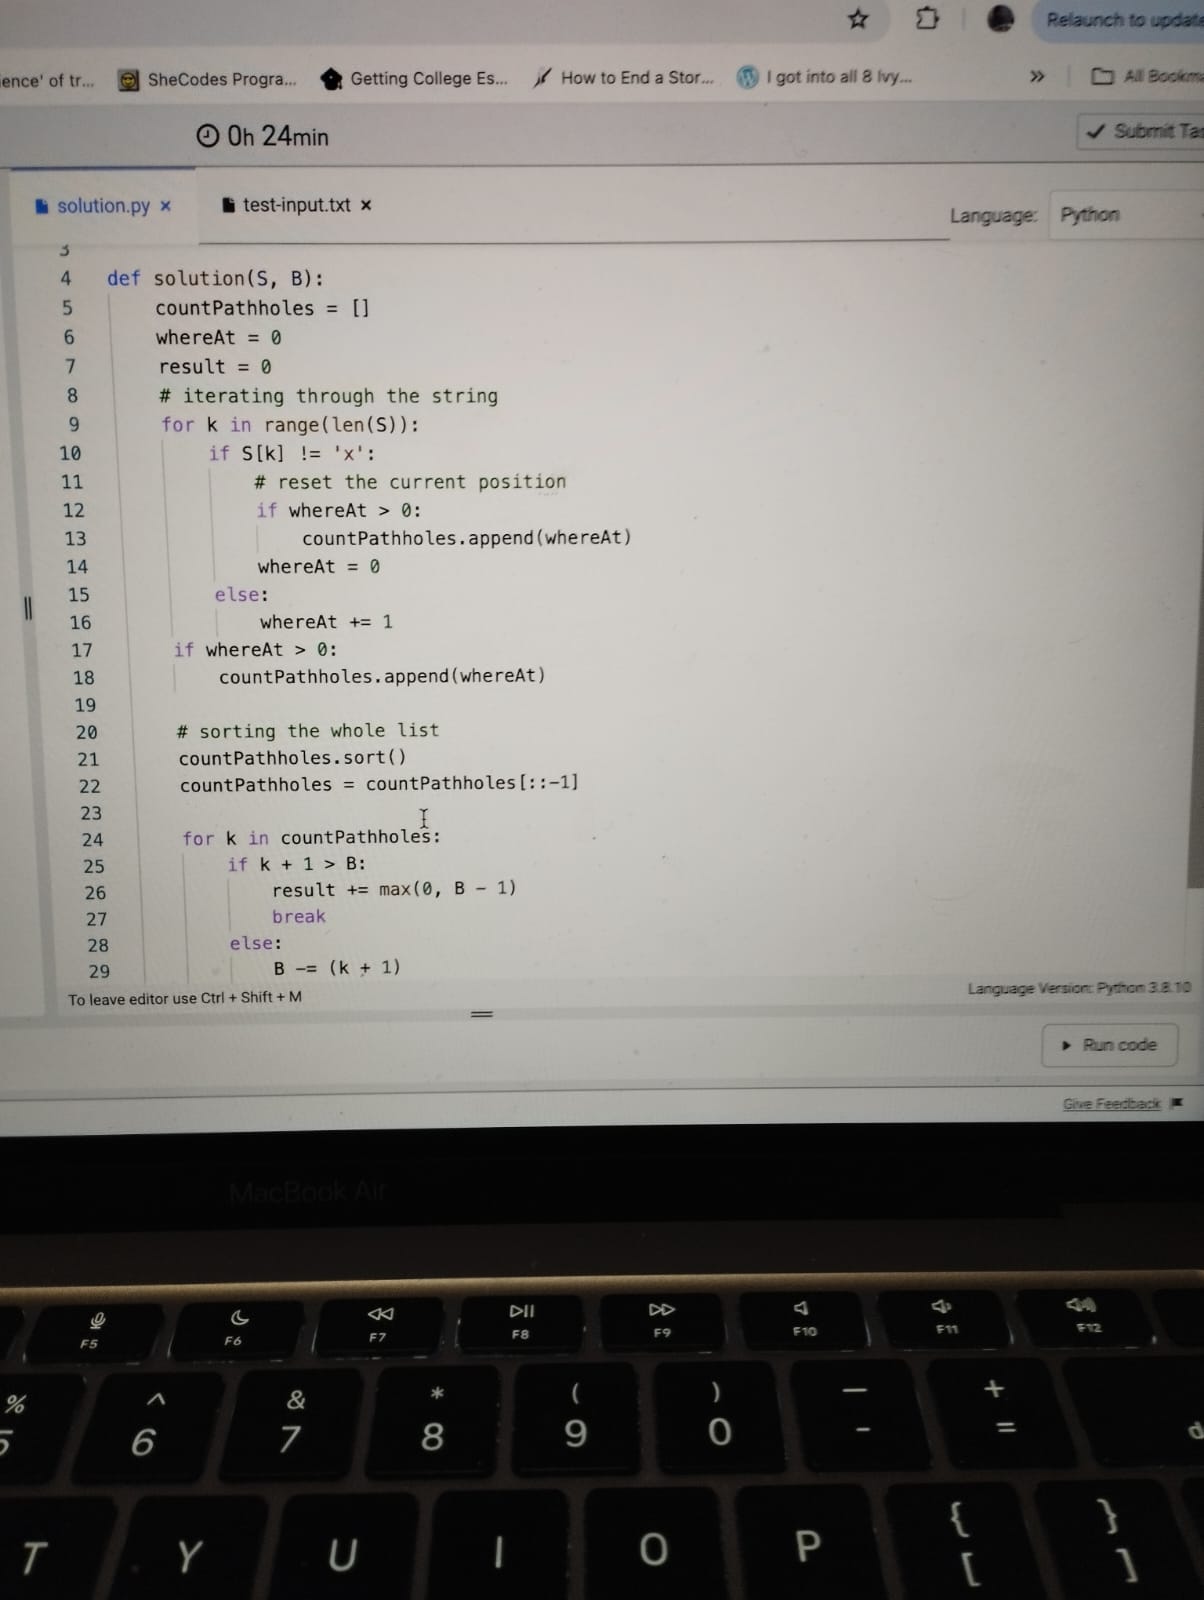 Relaunch to update
ence' of tr... SheCodes Progra... Getting College Es... How to End a Stor... I got into all 8 Ivy... » All Bookma
0h 24min
Submit Tas
solution.py × test-input.txt ×
Language: Python
3
4 def solution(S, B):
5 countPathholes = []
6 whereAt = 0
7 result = 0
8 # iterating through the string
9 for k in range(len(S)):
10 if S[k] != 'x':
11 # reset the current position
12 if whereAt > 0:
13 countPathholes.append(whereAt)
14 whereAt = 0
15 else:
16 whereAt += 1
17 if whereAt > 0:
18 countPathholes.append(whereAt)
19
20 # sorting the whole list
21 countPathholes.sort()
22 countPathholes = countPathholes[::-1]
23
24 for k in countPathholes:
25 if k + 1 > B:
26 result += max(0, B - 1)
27 break
28 else:
29 B -= (k + 1)
To leave editor use Ctrl + Shift + M
Language Version: Python 3.8.10
Run code
Give Feedback
MacBook Air
F5 F6 F7 F8 F9 F10 F11 F12
% ^ & * ( ) — +
5 6 7 8 9 0 - = d
{ }
T Y U I O P [ ]